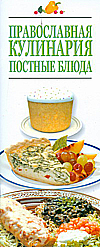 ПРАВОСЛАВНАЯ
КУЛИНАРИЯ
ПОСТНЫЕ БЛЮДА